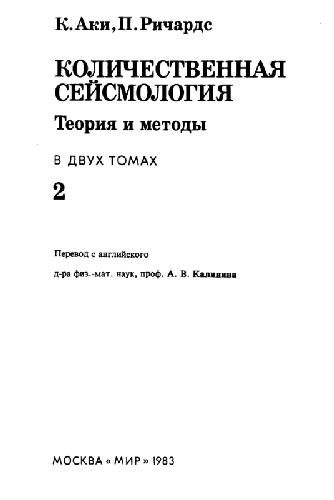 К. Аки, П. Ричардс
КОЛИЧЕСТВЕННАЯ
СЕЙСМОЛОГИЯ
Теория и методы
В ДВУХ ТОМАХ
2
Перевод с английского
д-ра физ.-мат. наук, проф. А. В. Калинина
МОСКВА «МИР» 1983